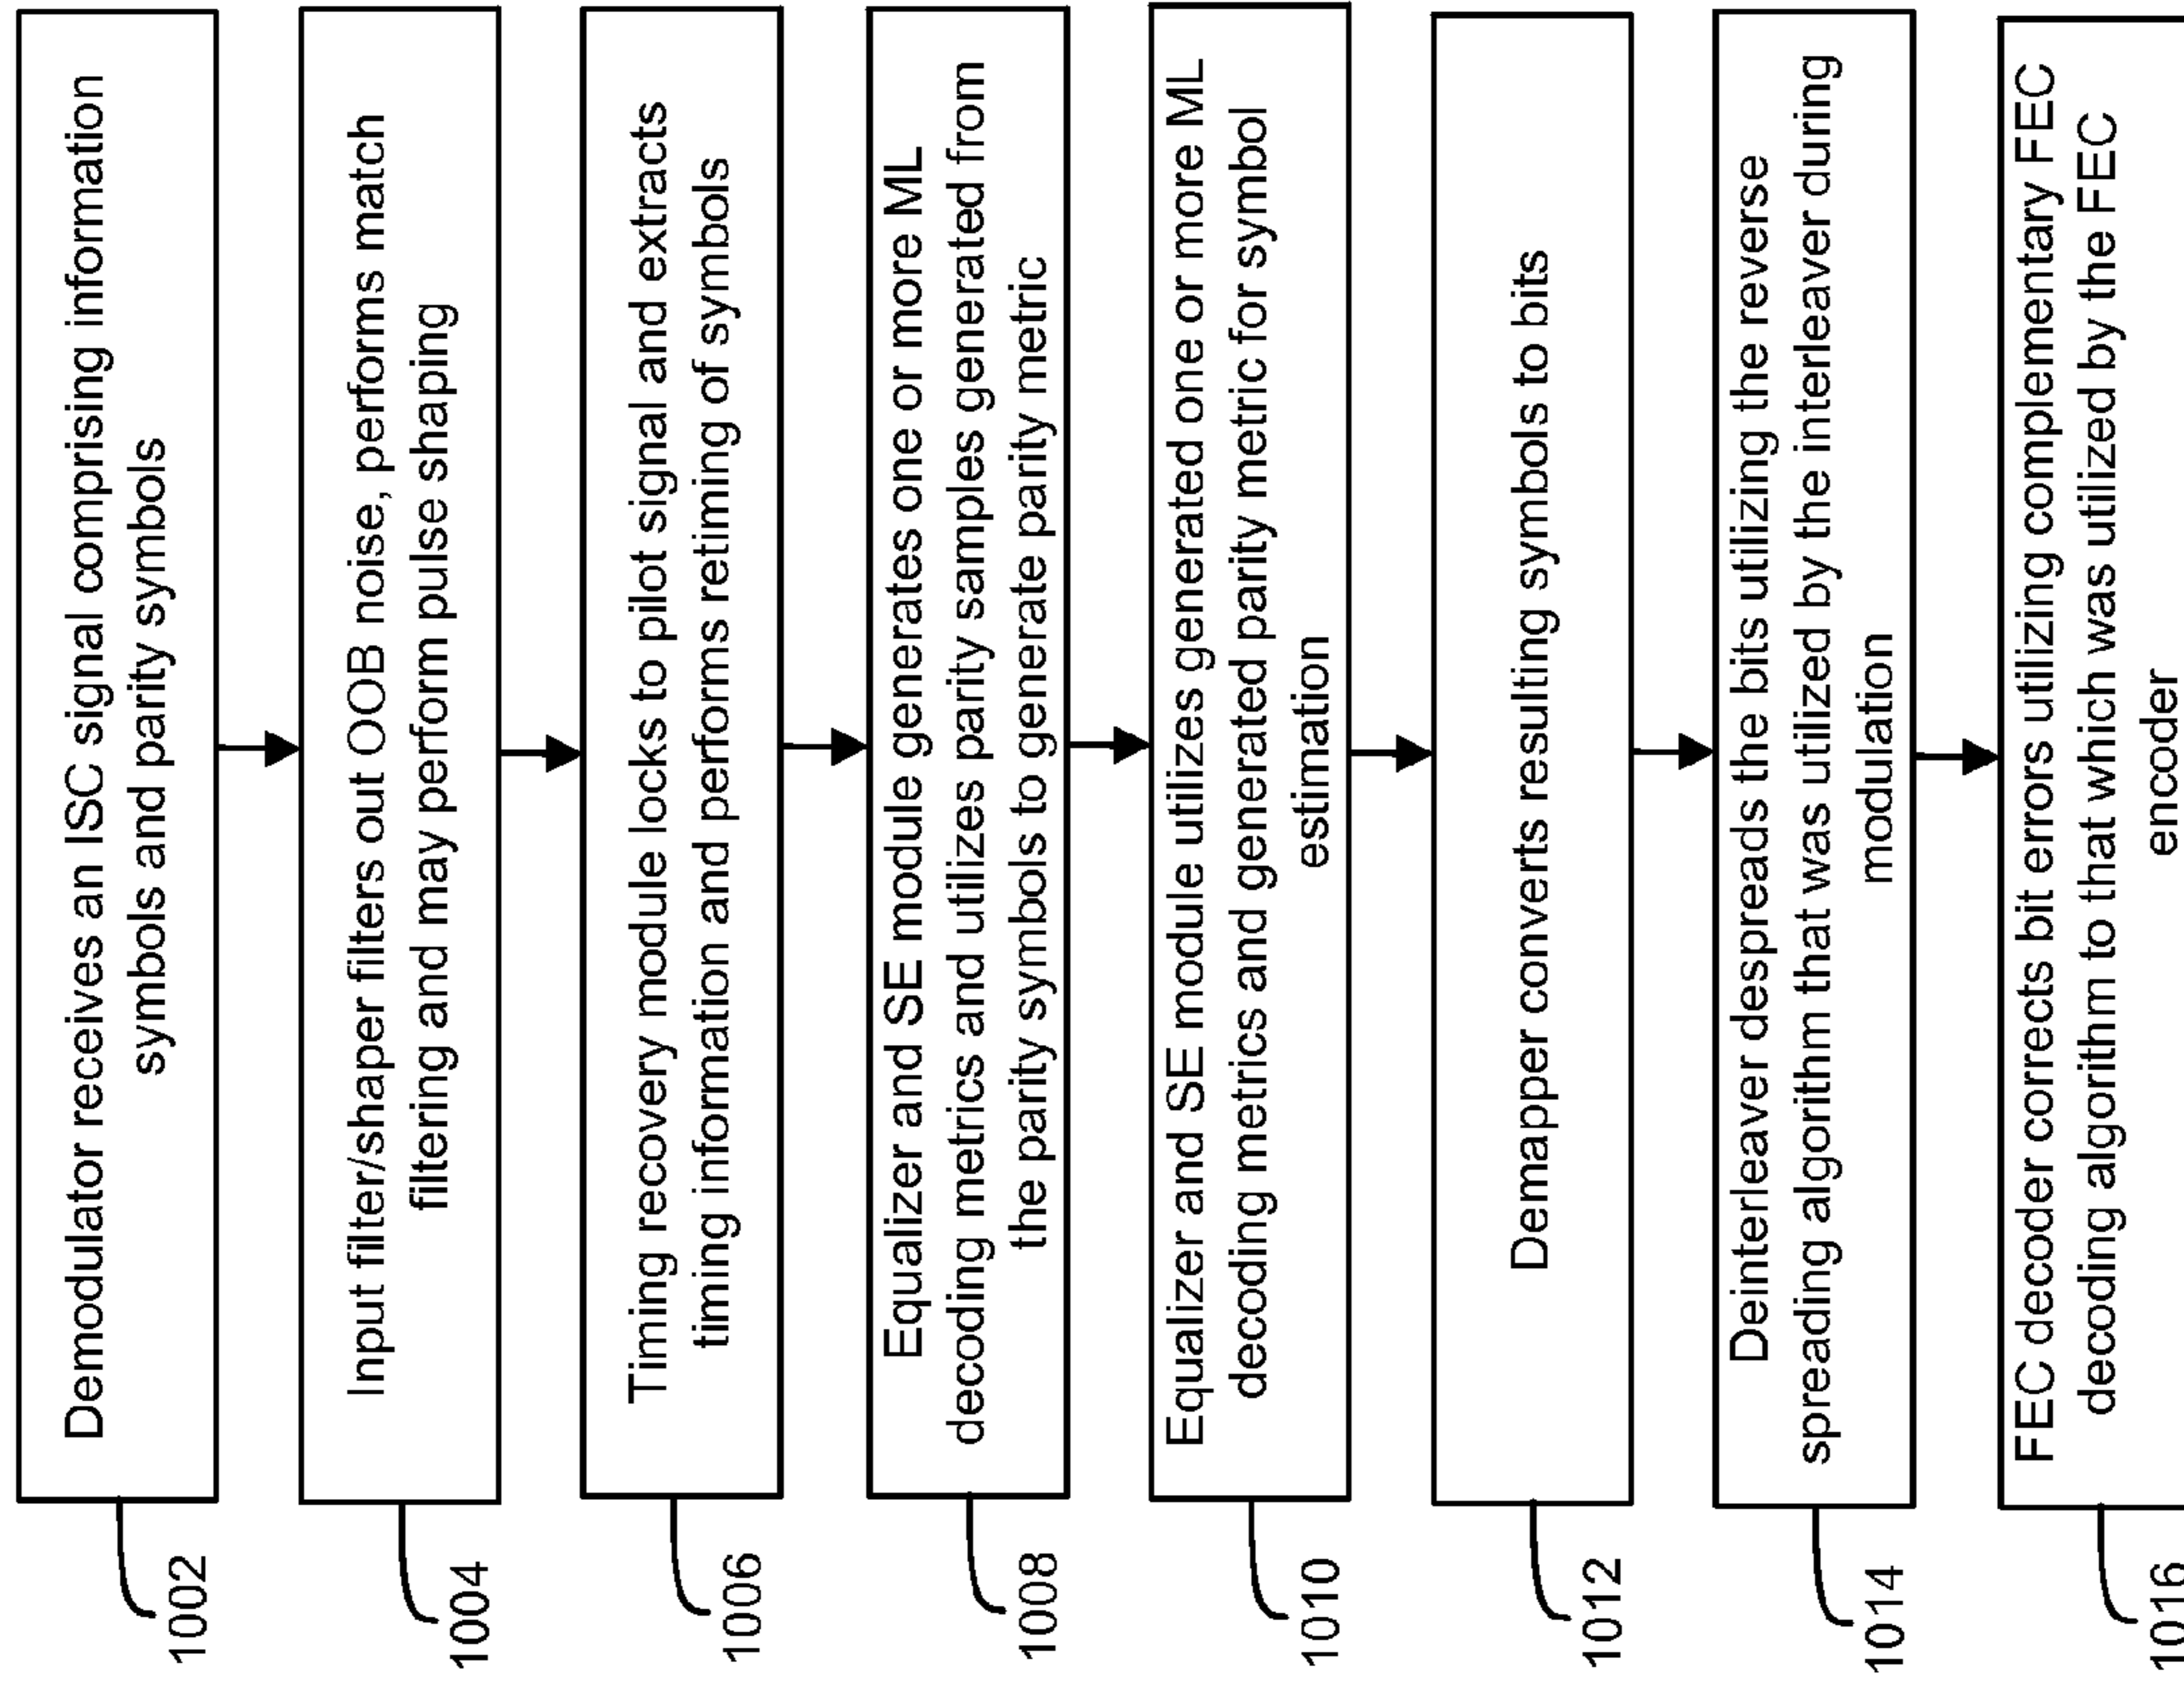 Demodulator receives an ISC signal comprising information
symbols and parity symbols
1002
Input filter/shaper filters out OOB noise, performs match
filtering and may perform pulse shaping
1004
Timing recovery module locks to pilot signal and extracts
timing information and performs retiming of symbols
1006
Equalizer and SE module generates one or more ML
decoding metrics and utilizes parity samples generated from
the parity symbols to generate parity metric
1008
Equalizer and SE module utilizes generated one or more ML
decoding metrics and generated parity metric for symbol
estimation
1010
Demapper converts resulting symbols to bits
1012
Deinterleaver despreads the bits utilizing the reverse
spreading algorithm that was utilized by the interleaver during
modulation
1014
FEC decoder corrects bit errors utilizing complementary FEC
decoding algorithm to that which was utilized by the FEC
encoder
1016